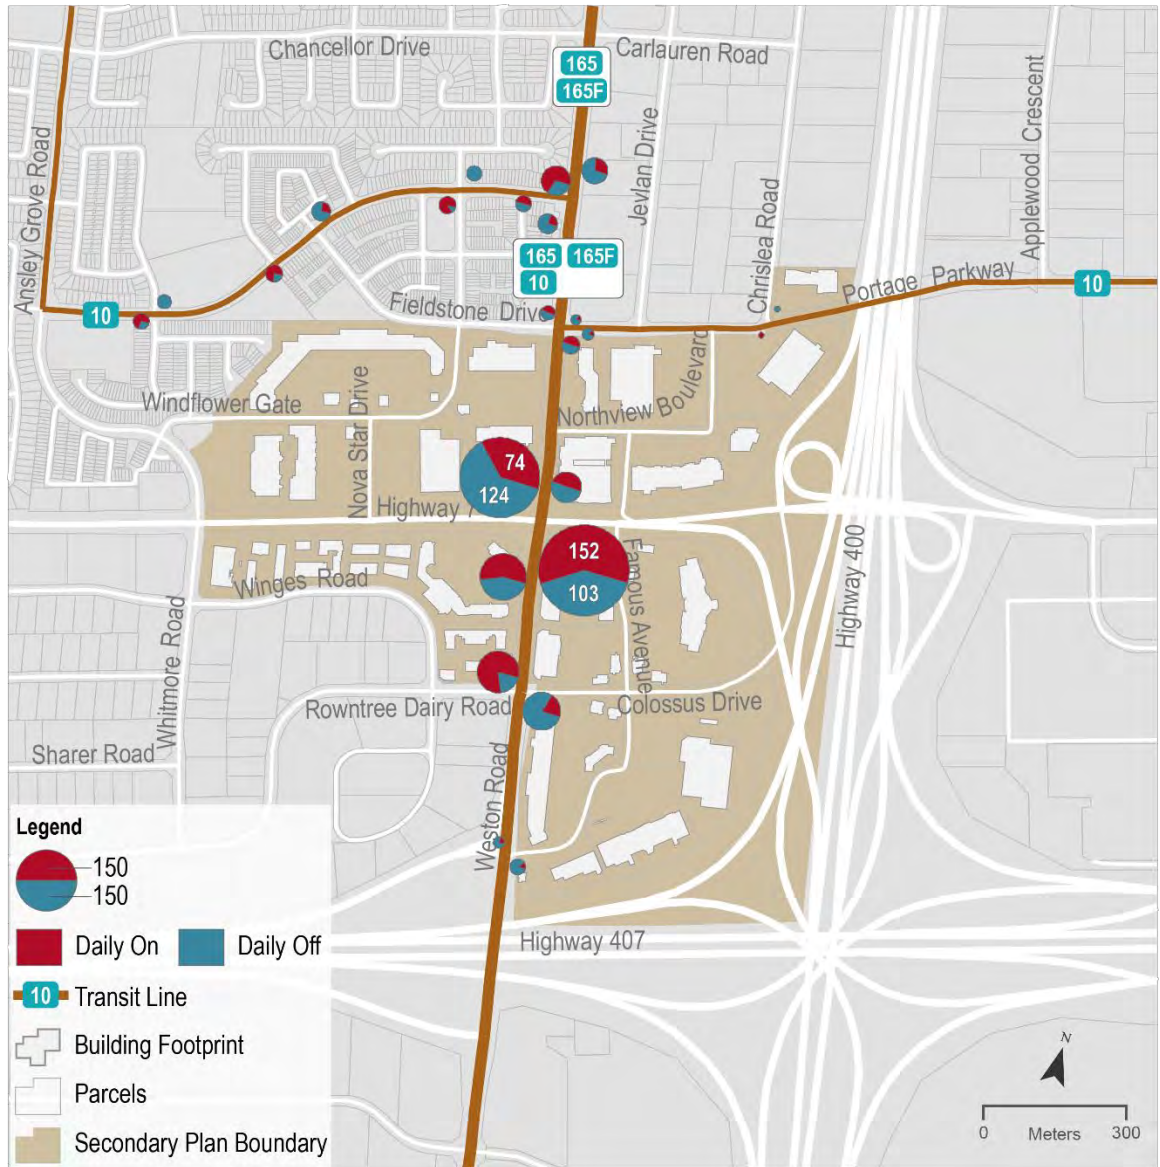 Chancellor Drive
165
165F
Carlauren Road
Ansley Grove Road
Jevlan Drive
Chrislea Road
Applewood Crescent
165 165F
10
10
Fieldstone Drive
Portage Parkway
10
Windflower Gate
Nova Star Drive
Northview Boulevard
74
124
Highway 7
152
103
Famous Avenue
Highway 400
Winges Road
Whitmore Road
Rowntree Dairy Road
Colossus Drive
Sharer Road
Weston Road
Highway 407
Legend
150
150
Daily On
Daily Off
10 Transit Line
Building Footprint
Parcels
Secondary Plan Boundary
N
0 Meters 300